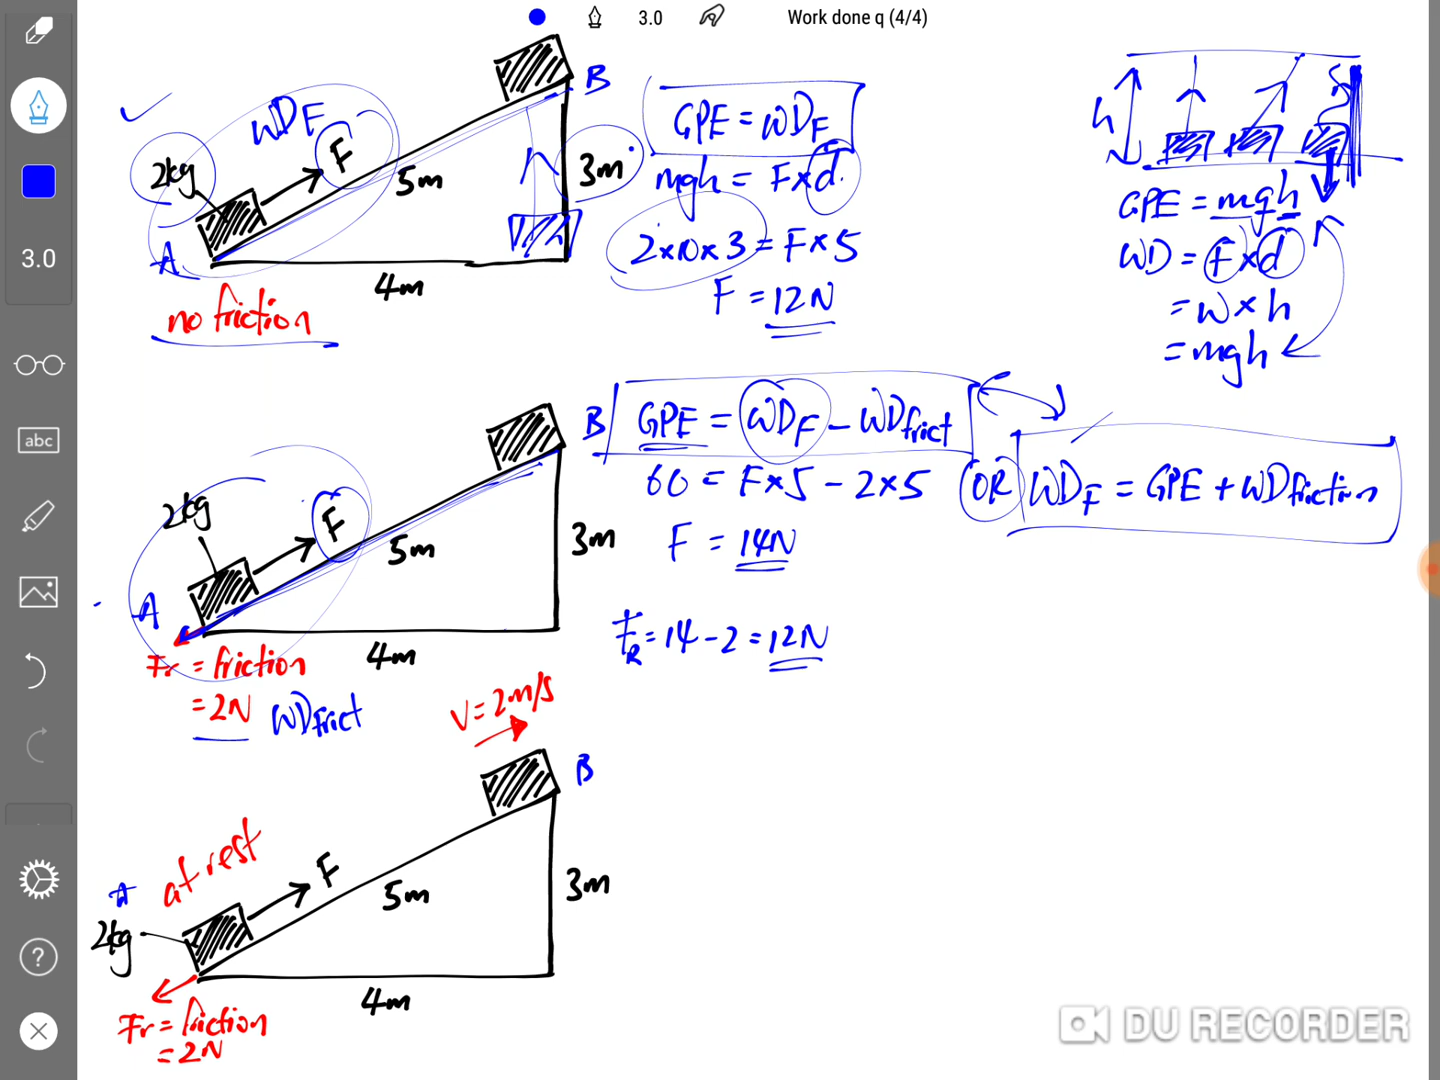 3.0
Work done q (4/4)
3.0
abc
?
WDF
F
2kg
5m
3m
A
B
4m
no friction
GPE = WDF
mgh = F×d
2×10×3 = F×5
F = 12N
h
GPE = mgh
WD = F×d
= W×h
= mgh
2kg
F
5m
3m
A
B
4m
Fr = friction
= 2N
WDfrict
GPE = WDF - WDfrict
60 = F×5 - 2×5
F = 14N
OR
WDF = GPE + WDfriction
FR = 14 - 2 = 12N
V = 2m/s
B
at rest
F
A
2kg
5m
3m
4m
Fr = friction
= 2N
DU RECORDER